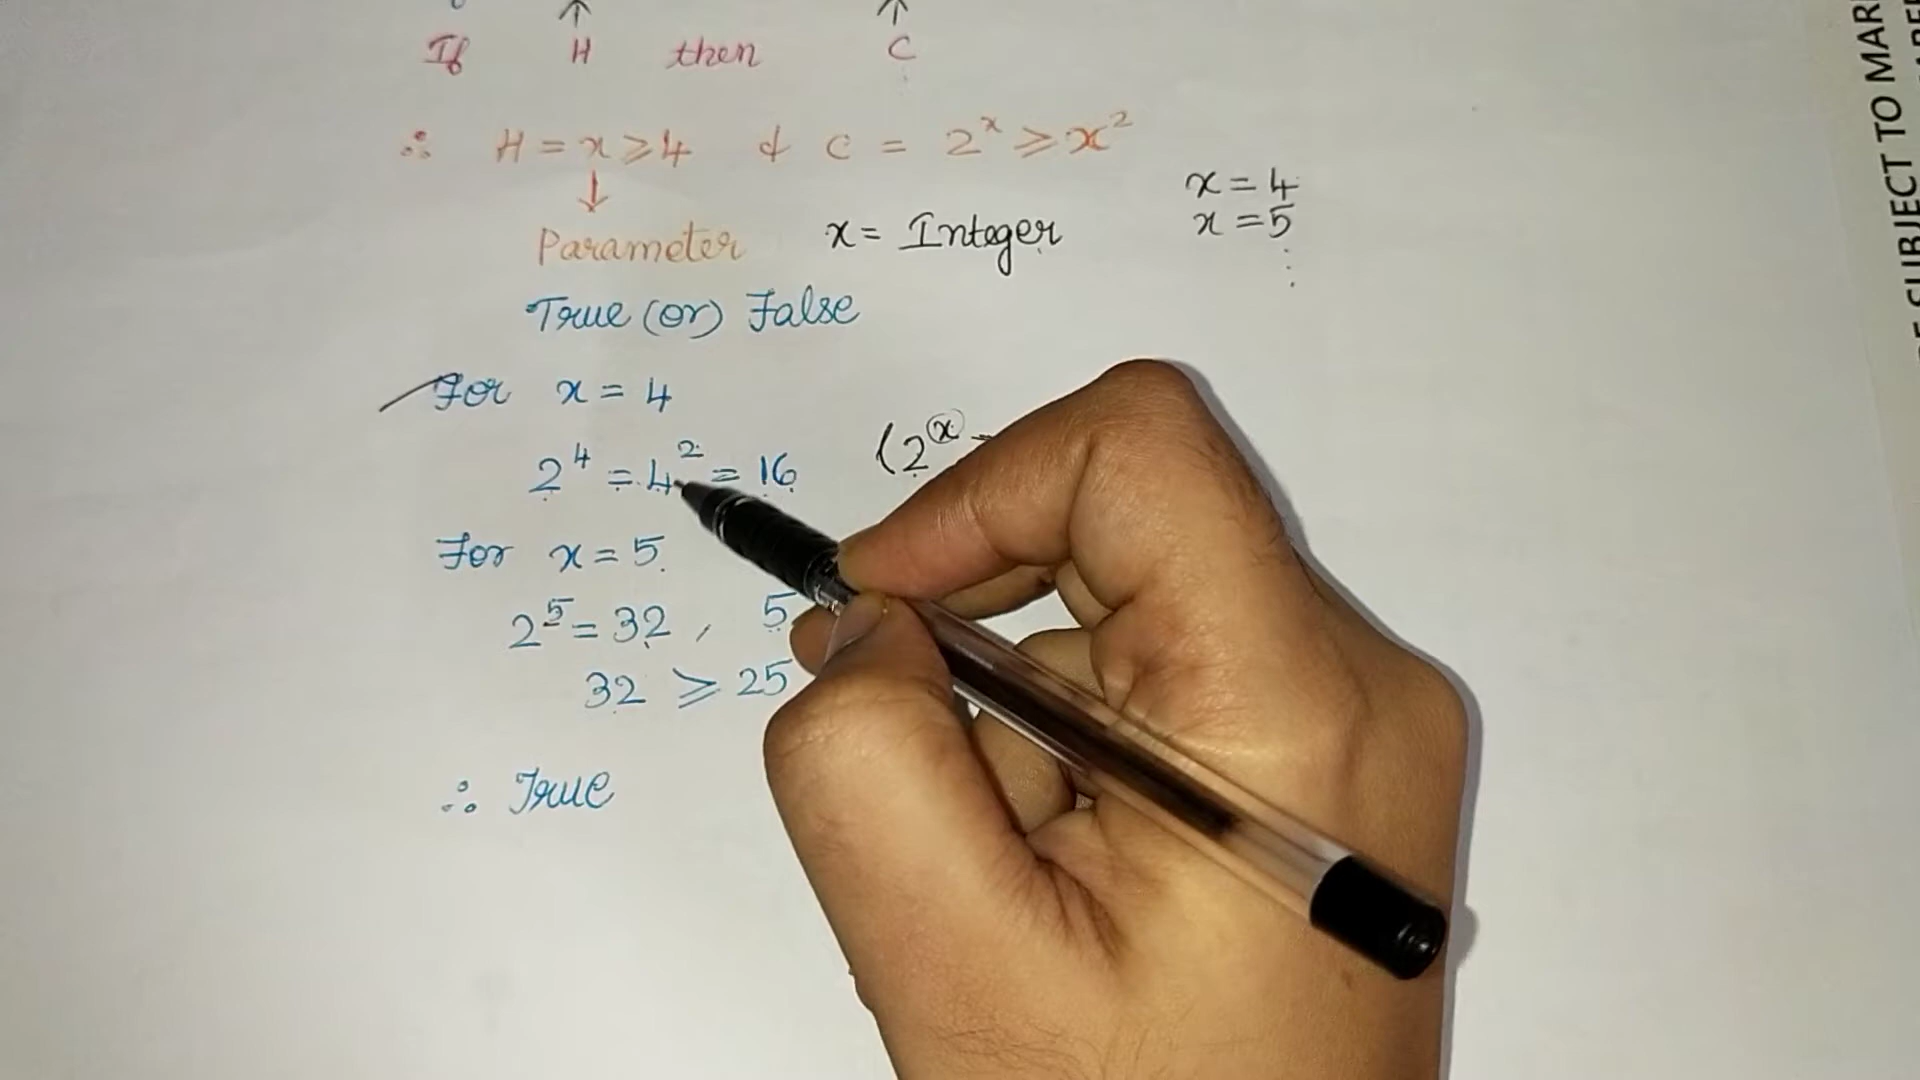 If H then C
∴ H = x ≥ 4 & C = 2^x ≥ x^2
Parameter x = Integer
x = 4
x = 5
True (or) False
For x = 4
2^4 = 4^2 = 16 (2^x
For x = 5
2^5 = 32 , 5
32 ≥ 25
∴ True
SUBJECT TO MAR